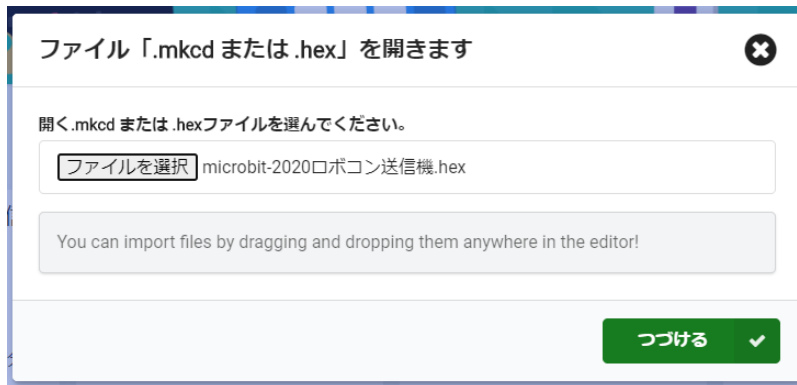 ファイル「.mkcd または .hex」を開きます
開く.mkcd または .hexファイルを選んでください。
ファイルを選択 microbit-2020ロボコン送信機.hex
You can import files by dragging and dropping them anywhere in the editor!
つづける